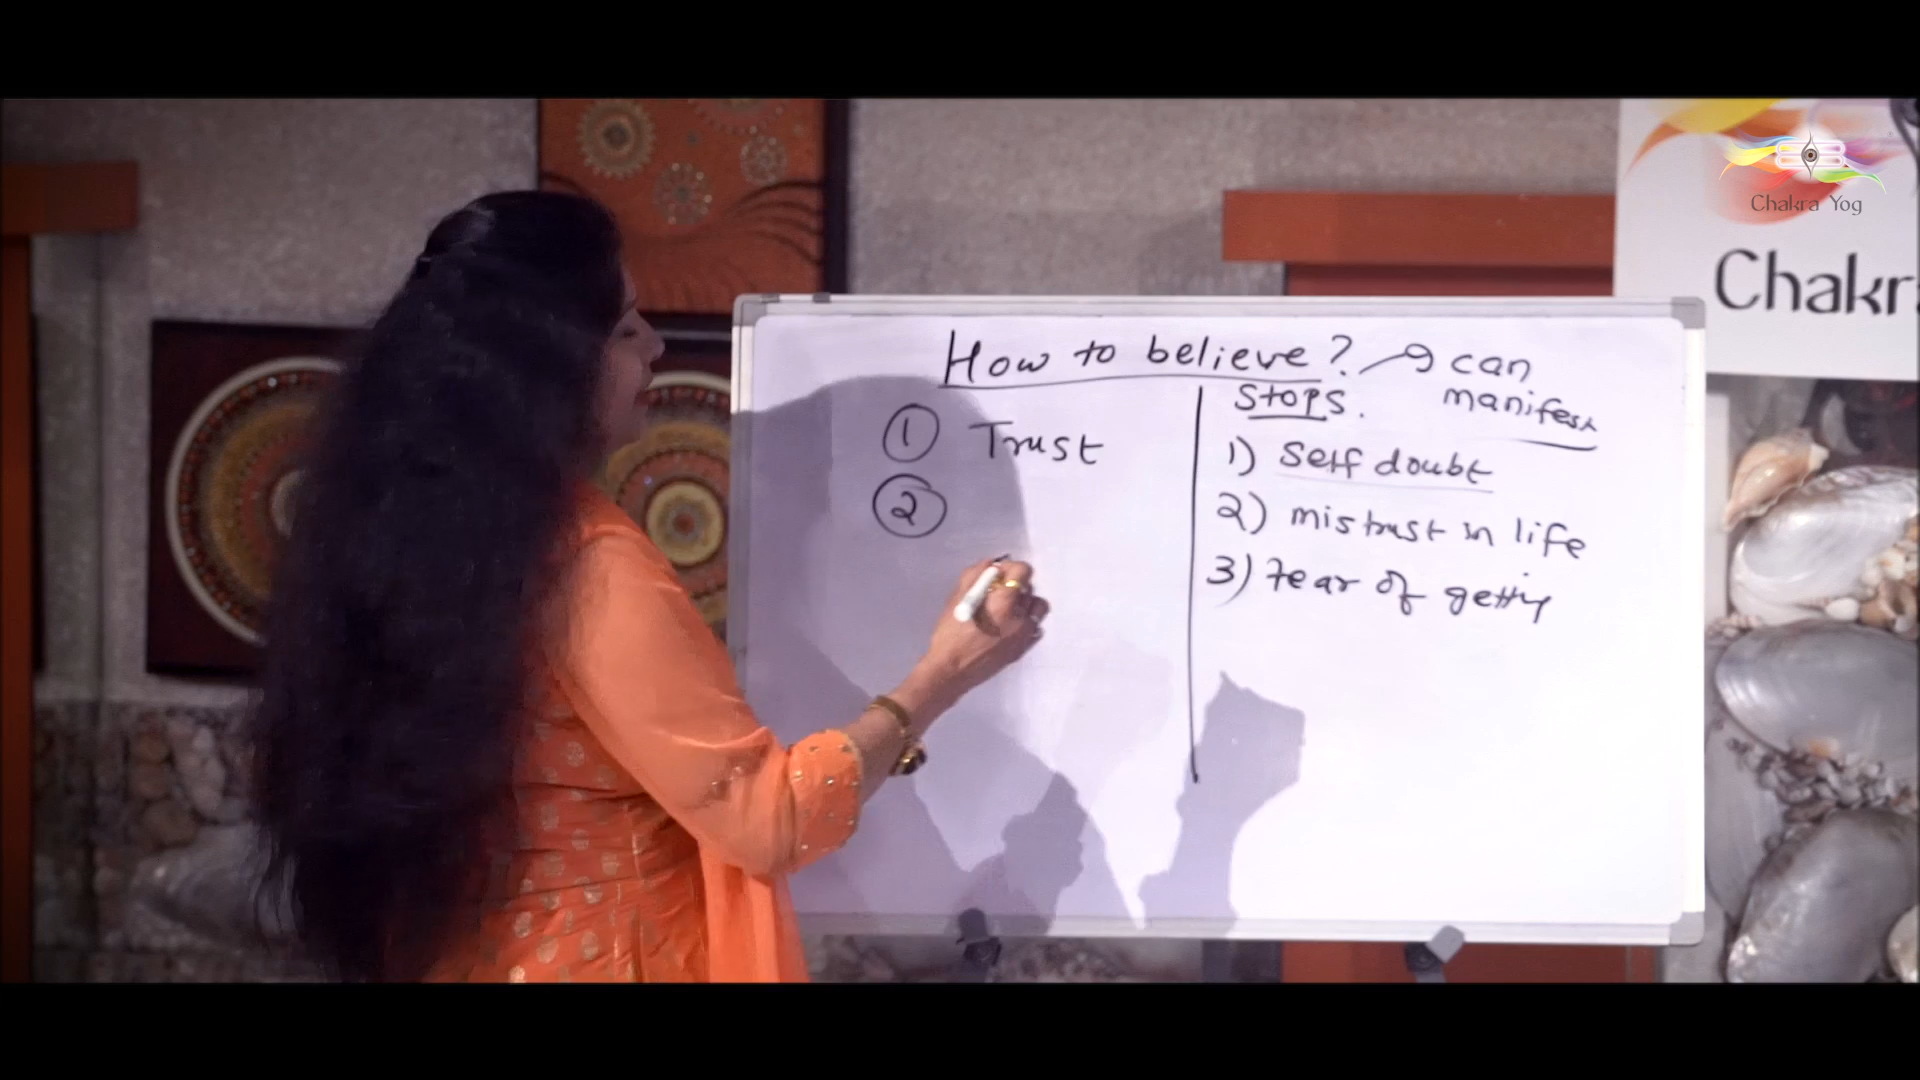 How to believe? I can
manifest
① Trust
②
Stops.
1) Self doubt
2) mistrust in life
3) fear of getting
Chakra Yog
Chakr